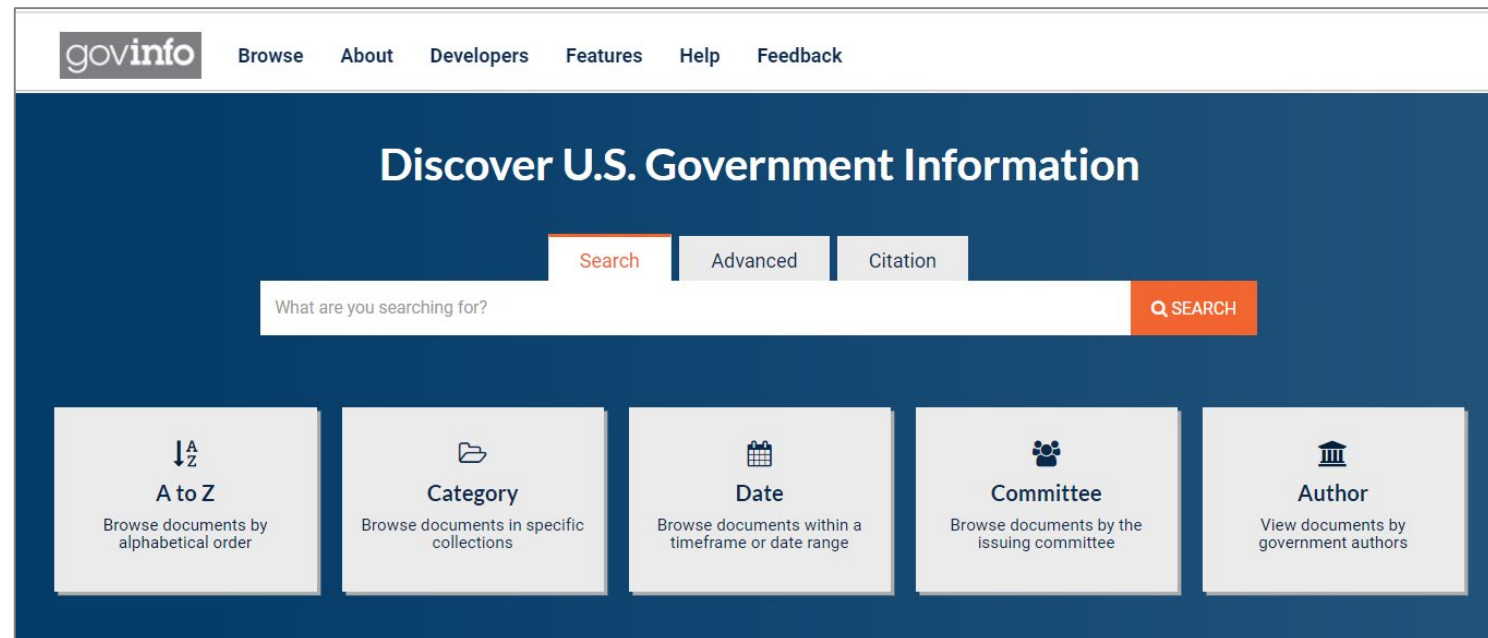 govinfo Browse About Developers Features Help Feedback
Discover U.S. Government Information
Search Advanced Citation
What are you searching for? SEARCH
A to Z
Browse documents by
alphabetical order
Category
Browse documents in specific
collections
Date
Browse documents within a
timeframe or date range
Committee
Browse documents by the
issuing committee
Author
View documents by
government authors